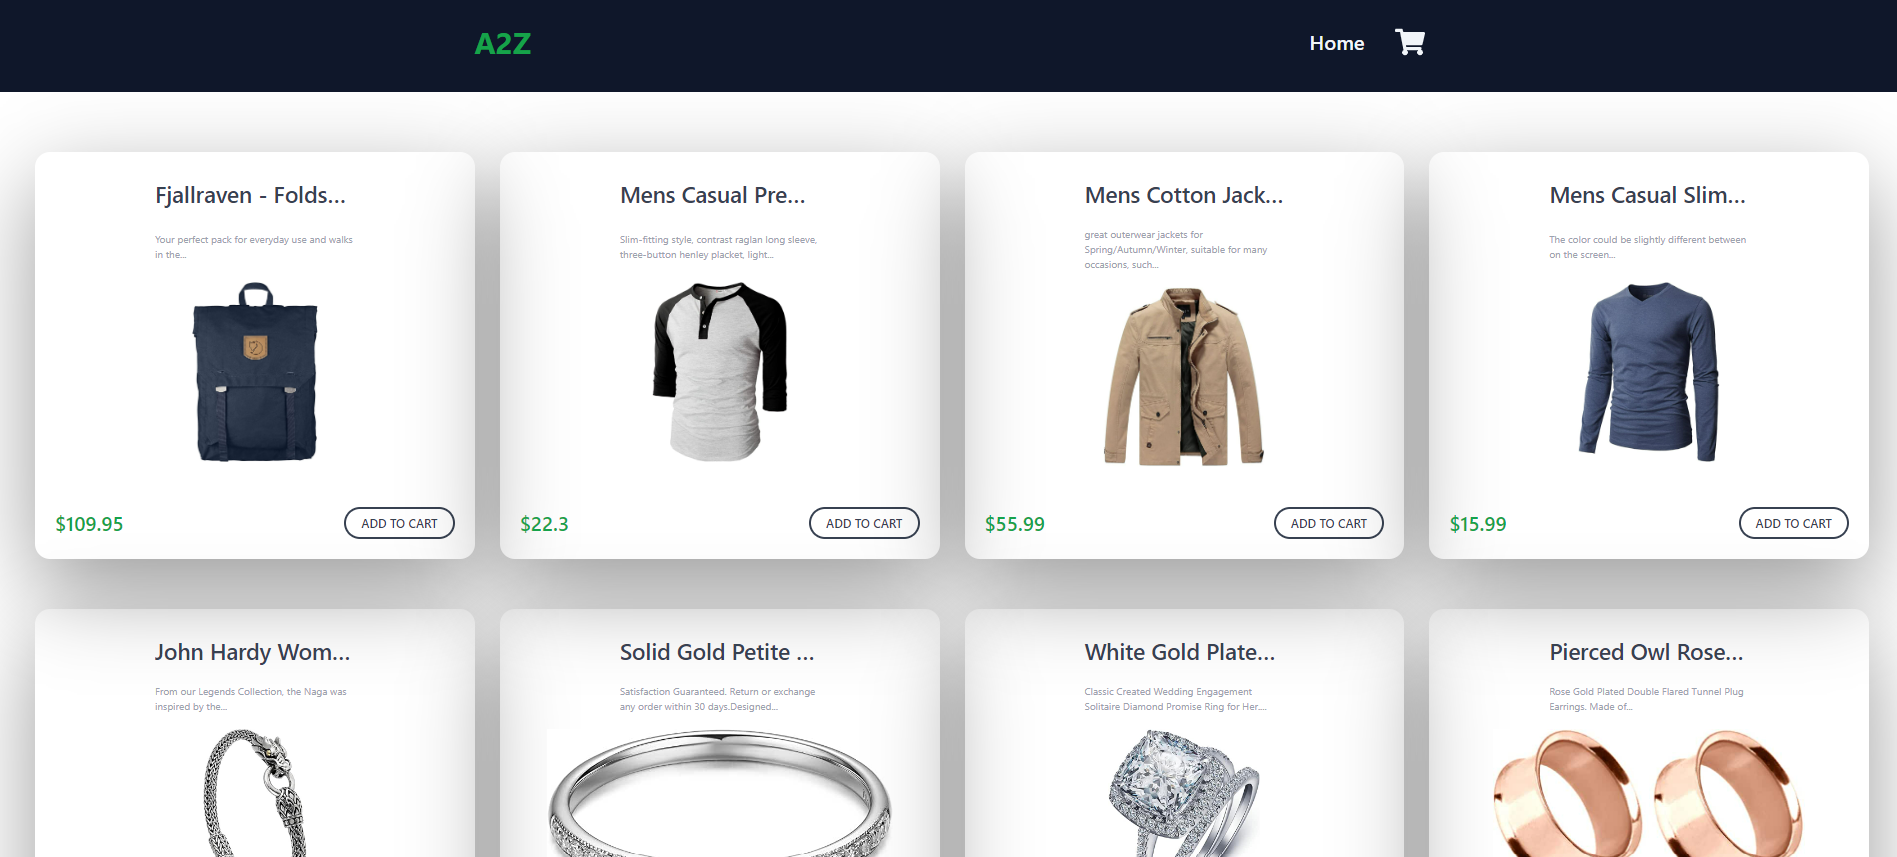 A2Z
Home
Fjallraven - Folds...
Your perfect pack for everyday use and walks
in the...
$109.95
ADD TO CART
Mens Casual Pre...
Slim-fitting style, contrast raglan long sleeve,
three-button henley placket, light...
$22.3
ADD TO CART
Mens Cotton Jack...
great outerwear jackets for
Spring/Autumn/Winter, suitable for many
occasions, such...
$55.99
ADD TO CART
Mens Casual Slim...
The color could be slightly different between
on the screen...
$15.99
ADD TO CART
John Hardy Wom...
From our Legends Collection, the Naga was
inspired by the...
Solid Gold Petite ...
Satisfaction Guaranteed. Return or exchange
any order within 30 days.Designed...
White Gold Plate...
Classic Created Wedding Engagement
Solitaire Diamond Promise Ring for Her....
Pierced Owl Rose...
Rose Gold Plated Double Flared Tunnel Plug
Earrings. Made of...